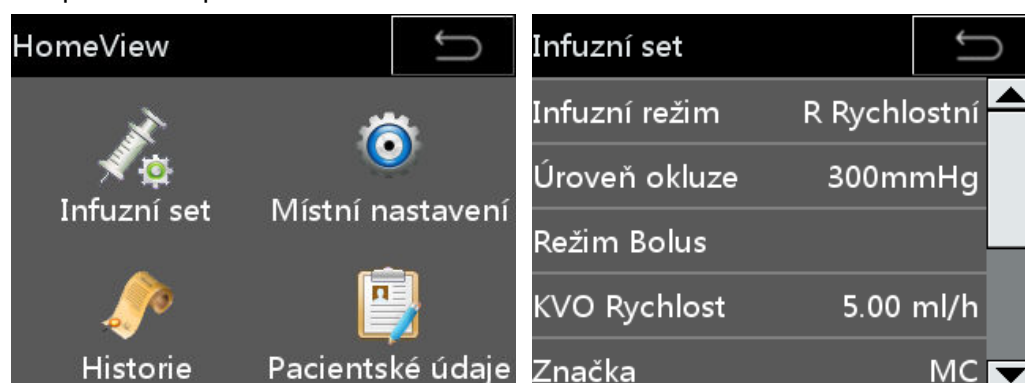 HomeView
Infuzní set
Místní nastavení
Historie
Pacientské údaje
Infuzní set
Infuzní režim R Rychlostní
Úroveň okluze 300mmHg
Režim Bolus
KVO Rychlost 5.00 ml/h
Značka MC